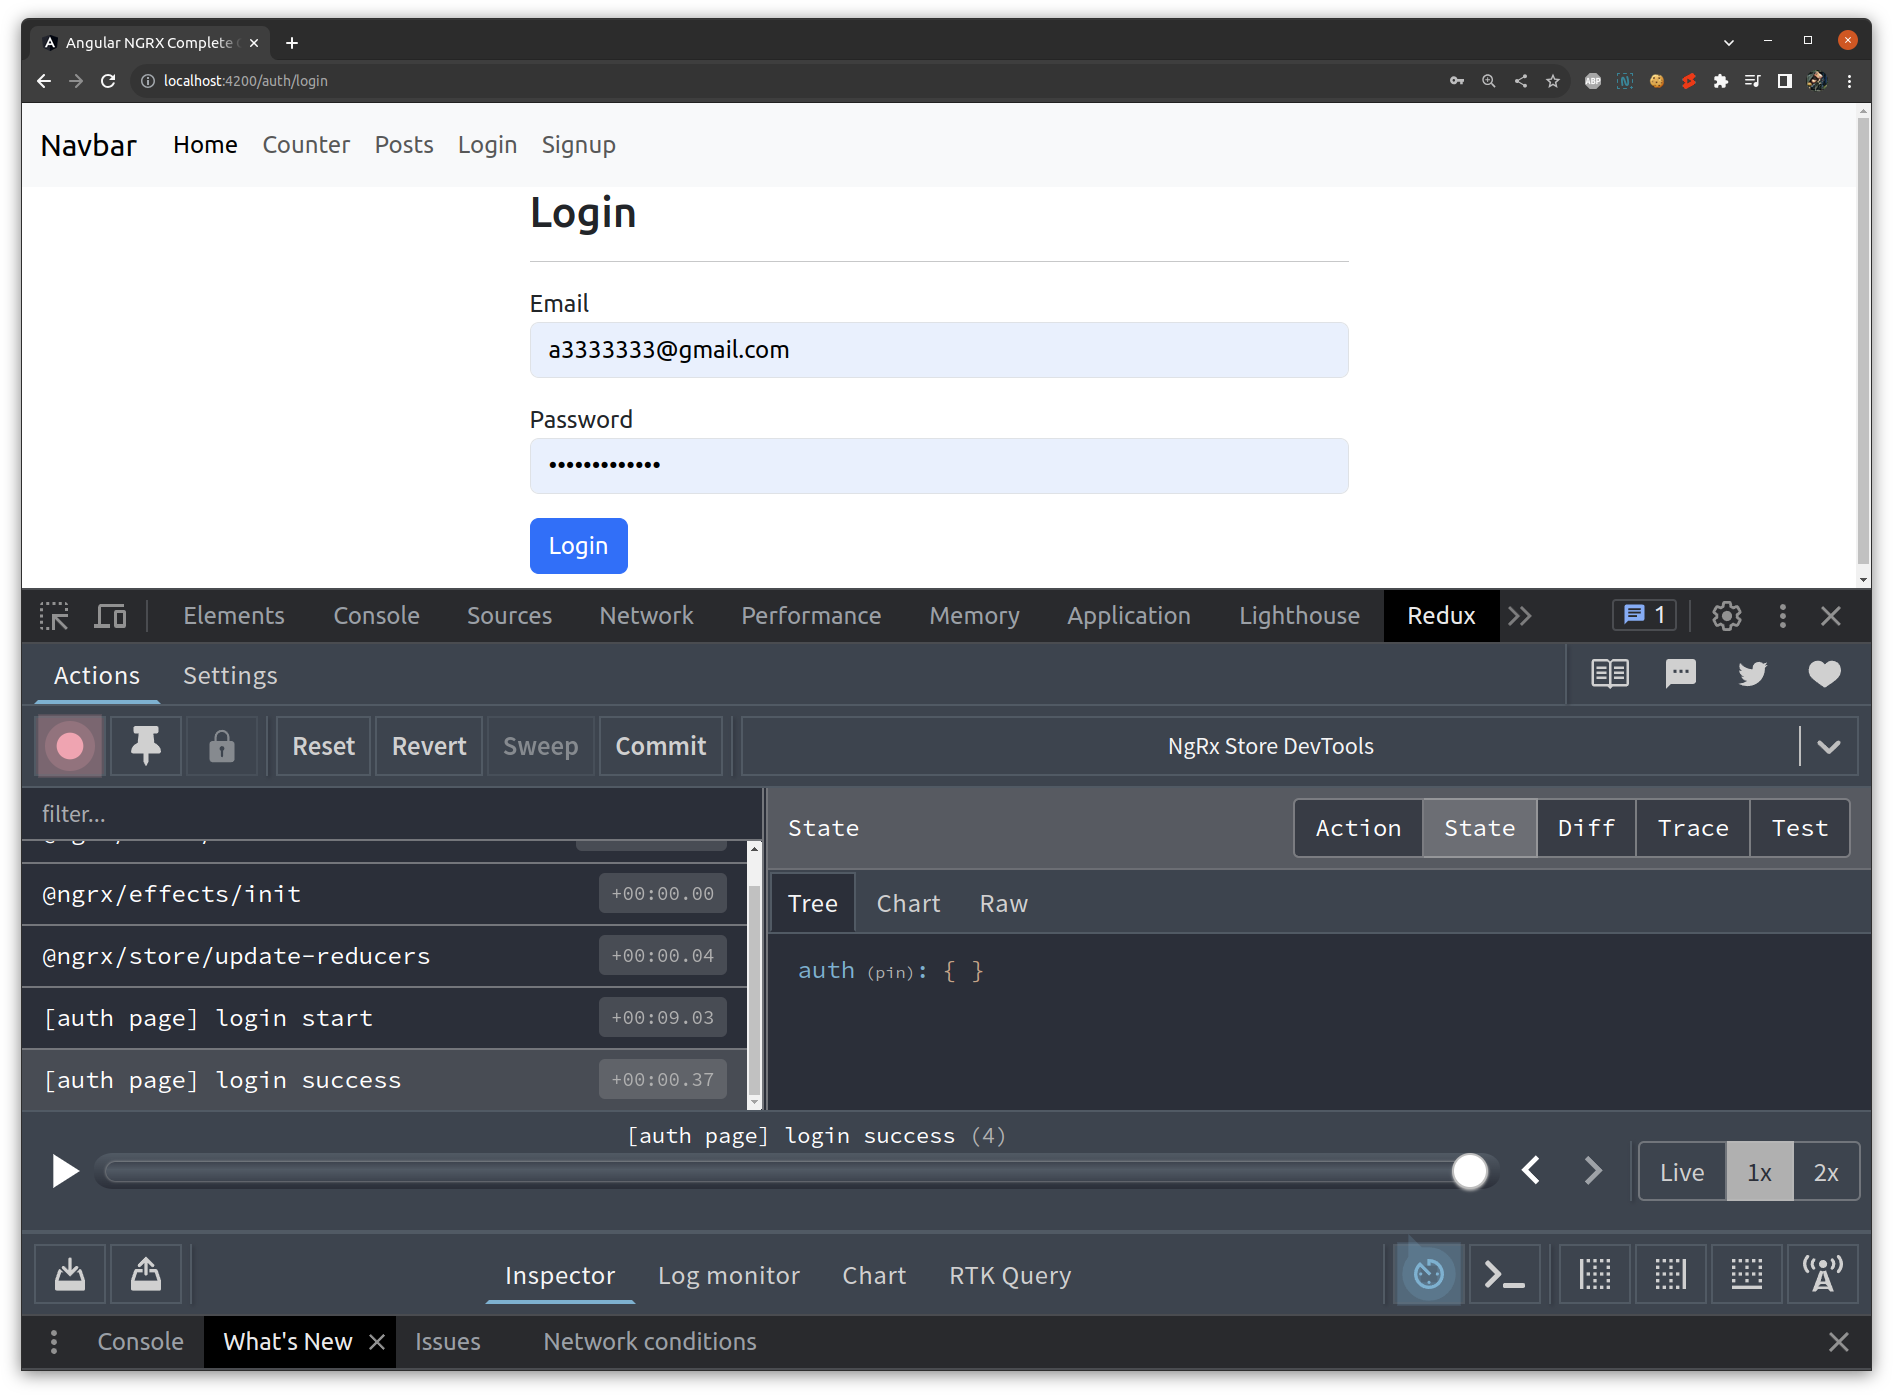 Angular NGRX Complete
localhost:4200/auth/login
ABP
N
Navbar Home Counter Posts Login Signup
Login
Email
a3333333@gmail.com
Password
•••••••••••••
Login
Elements Console Sources Network Performance Memory Application Lighthouse Redux 1
Actions Settings
Reset Revert Sweep Commit NgRx Store DevTools
filter...
State Action State Diff Trace Test
Tree Chart Raw
@ngrx/effects/init +00:00.00
@ngrx/store/update-reducers +00:00.04
[auth page] login start +00:09.03
[auth page] login success +00:00.37
auth (pin): { }
[auth page] login success (4)
Live 1x 2x
Inspector Log monitor Chart RTK Query
Console What's New Issues Network conditions